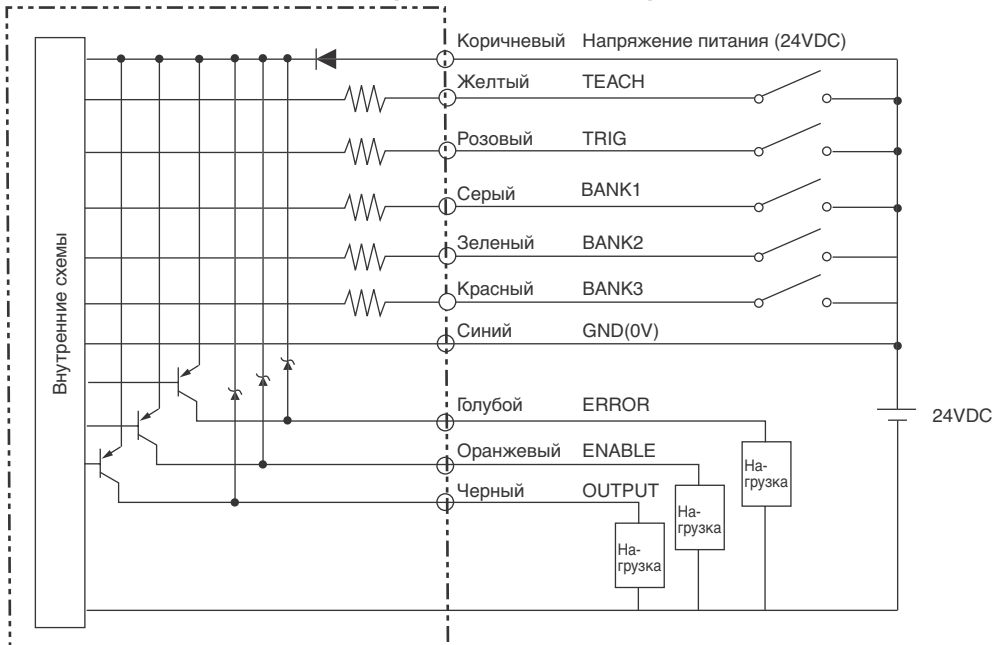 Коричневый Напряжение питания (24VDC)
Желтый TEACH
Розовый TRIG
Серый BANK1
Зеленый BANK2
Красный BANK3
Синий GND(0V)
Внутренние схемы
Голубой ERROR
24VDC
Оранжевый ENABLE
На-
грузка
Черный OUTPUT
На-
грузка
На-
грузка